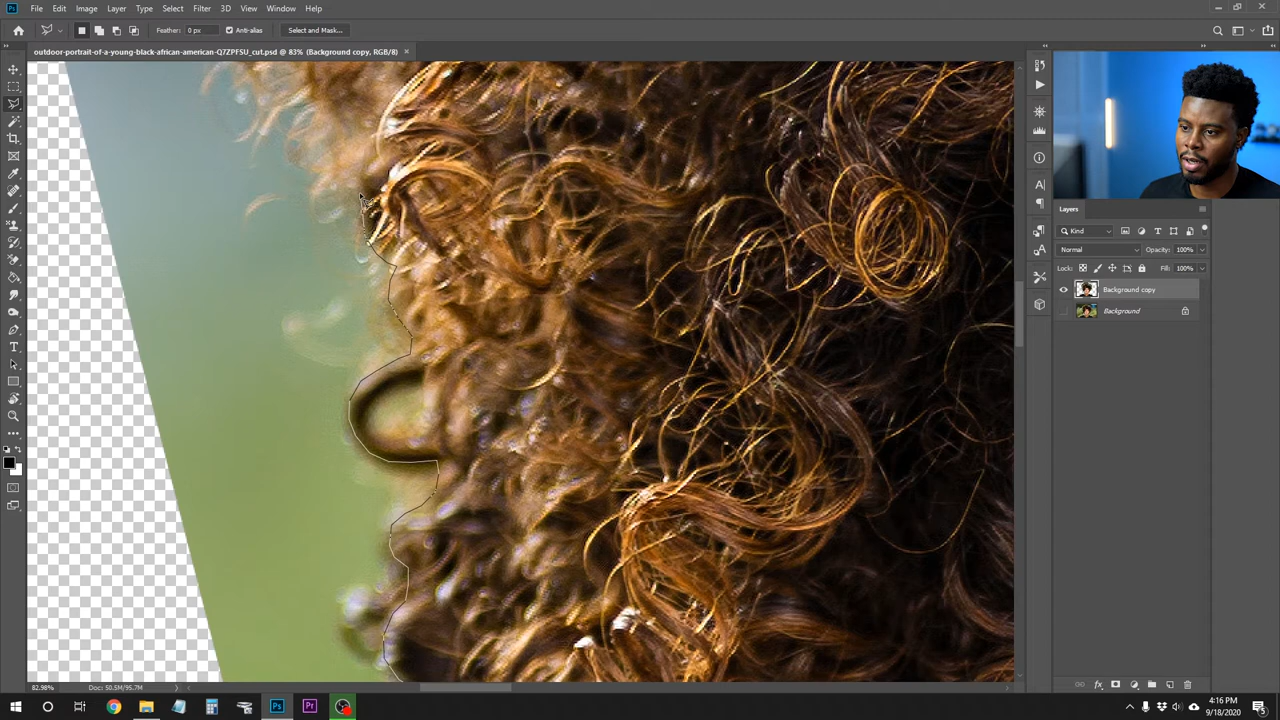 Ps File Edit Image Layer Type Select Filter 3D View Window Help
Feather: 0 px Anti-alias Select and Mask...
outdoor-portrait-of-a-young-black-african-american-Q7ZPFSU_cut.psd @ 83% (Background copy, RGB/8) ×
Layers
Kind
Normal Opacity: 100%
Lock: Fill: 100%
Background copy
Background
82.98% Doc: 50.5M/95.7M
Ps Pr
4:16 PM
9/18/2020